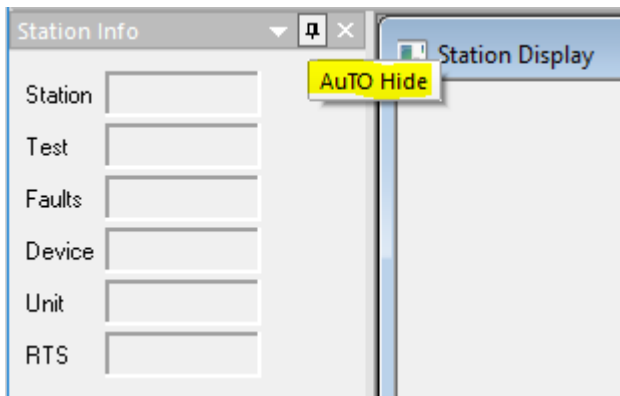 Station Info
Station Display
AuTO Hide
Station
Test
Faults
Device
Unit
RTS